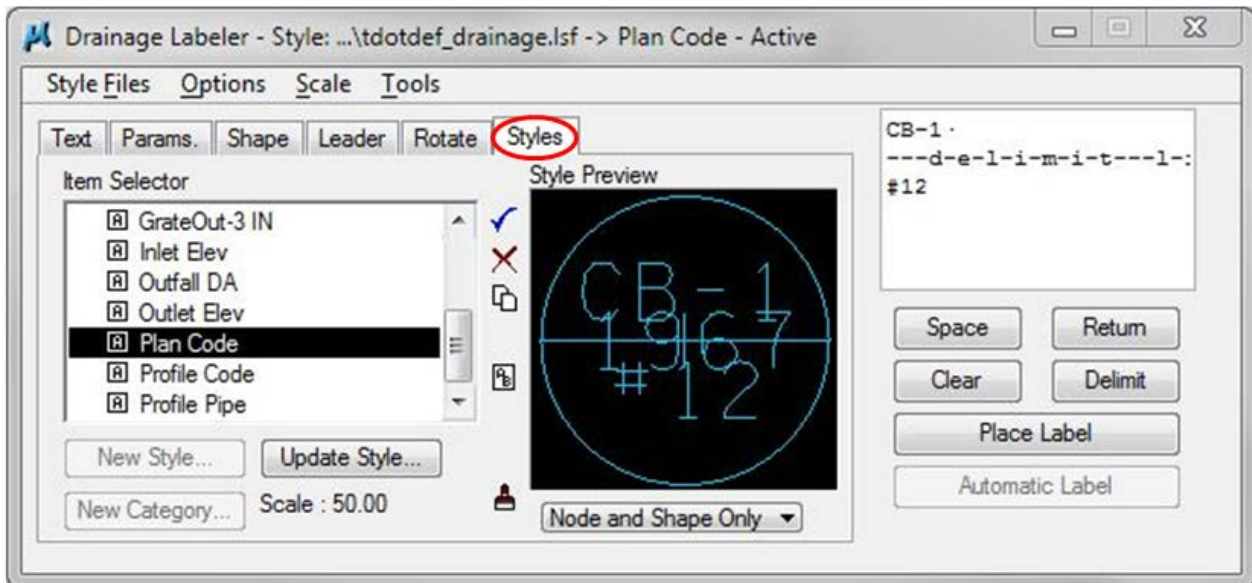 Drainage Labeler - Style: ...\tdotdef_drainage.lsf -> Plan Code - Active
Style Files Options Scale Tools
Text Params. Shape Leader Rotate Styles
Item Selector
GrateOut-3 IN
Inlet Elev
Outfall DA
Outlet Elev
Plan Code
Profile Code
Profile Pipe
New Style...
Update Style...
New Category...
Scale : 50.00
Style Preview
CB-1
1967
#12
Node and Shape Only
CB-1 ·
---d-e-l-i-m-i-t---l-:
#12
Space Return
Clear Delimit
Place Label
Automatic Label